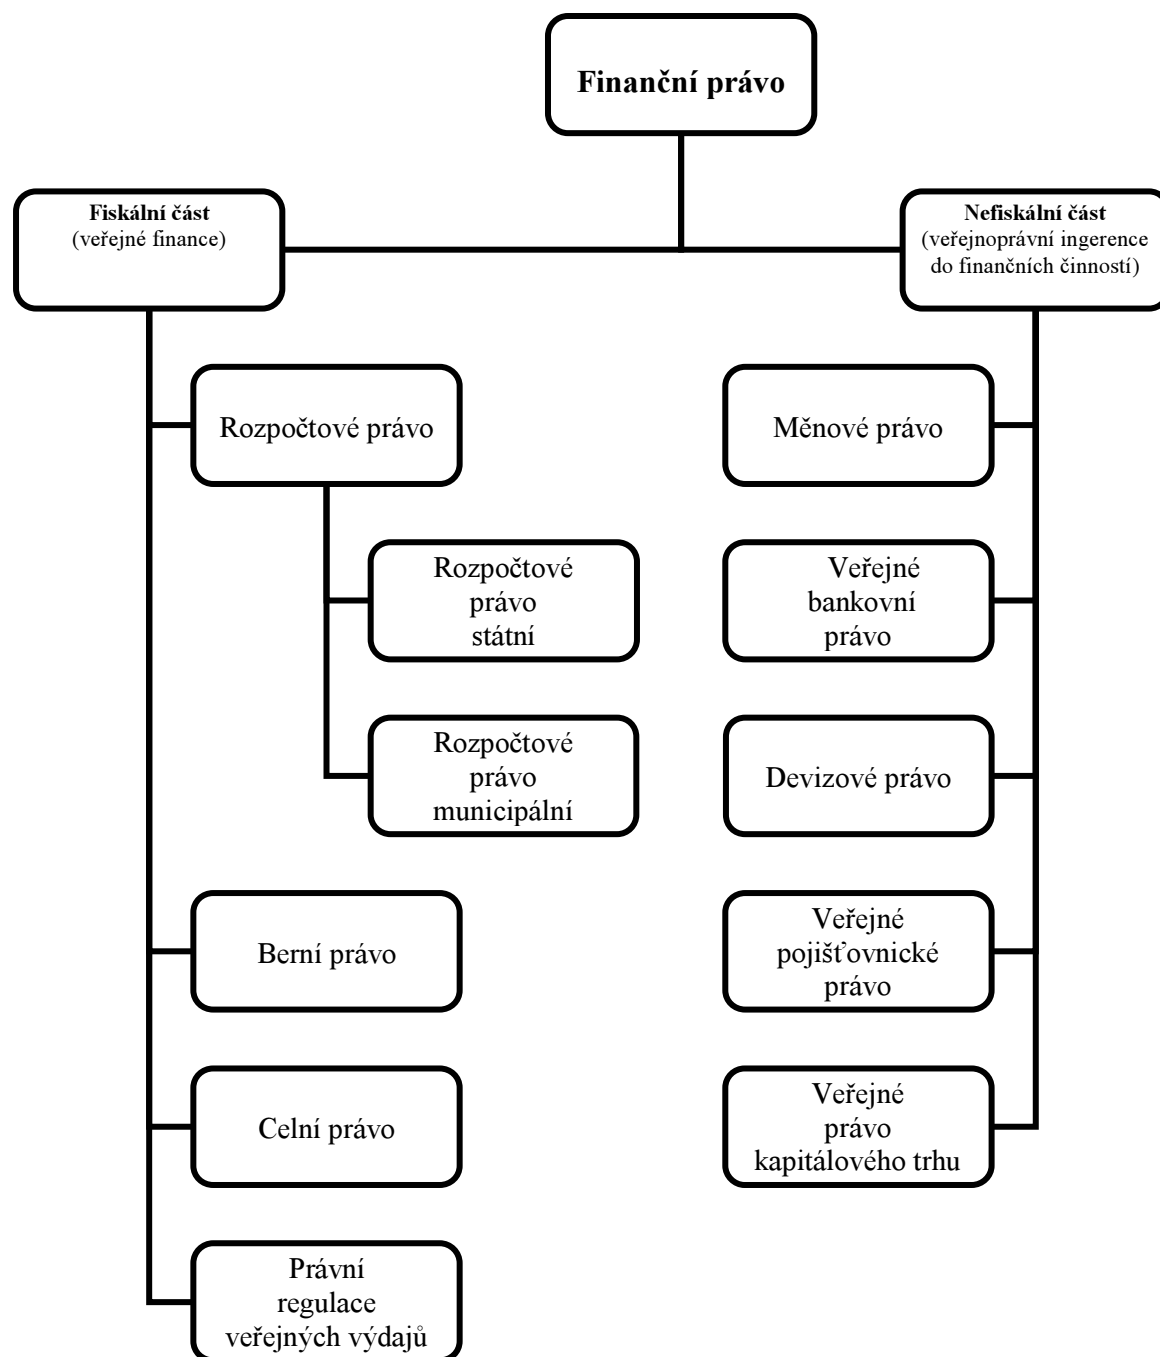 Finanční právo
Fiskální část
(veřejné finance)
Nefiskální část
(veřejnoprávní ingerence
do finančních činností)
Rozpočtové právo
Rozpočtové
právo
státní
Rozpočtové
právo
municipální
Berní právo
Celní právo
Právní
regulace
veřejných výdajů
Měnové právo
Veřejné
bankovní
právo
Devizové právo
Veřejné
pojišťovnické
právo
Veřejné
právo
kapitálového trhu